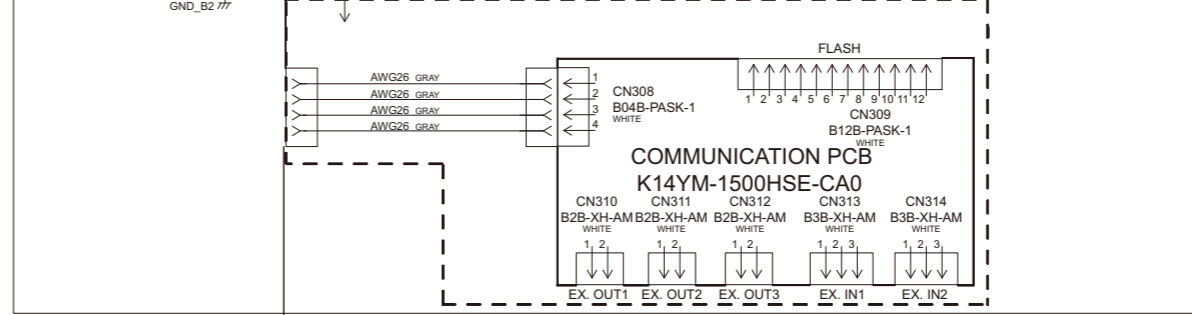 GND_B2
FLASH
AWG26 GRAY
AWG26 GRAY
AWG26 GRAY
AWG26 GRAY
1
2
3
4
CN308
B04B-PASK-1
WHITE
1 2 3 4 5 6 7 8 9 10 11 12
CN309
B12B-PASK-1
WHITE
COMMUNICATION PCB
K14YM-1500HSE-CA0
CN310 CN311 CN312 CN313 CN314
B2B-XH-AM B2B-XH-AM B2B-XH-AM B3B-XH-AM B3B-XH-AM
WHITE WHITE WHITE WHITE WHITE
1 2 1 2 1 2 1 2 3 1 2 3
EX. OUT1 EX. OUT2 EX. OUT3 EX. IN1 EX. IN2